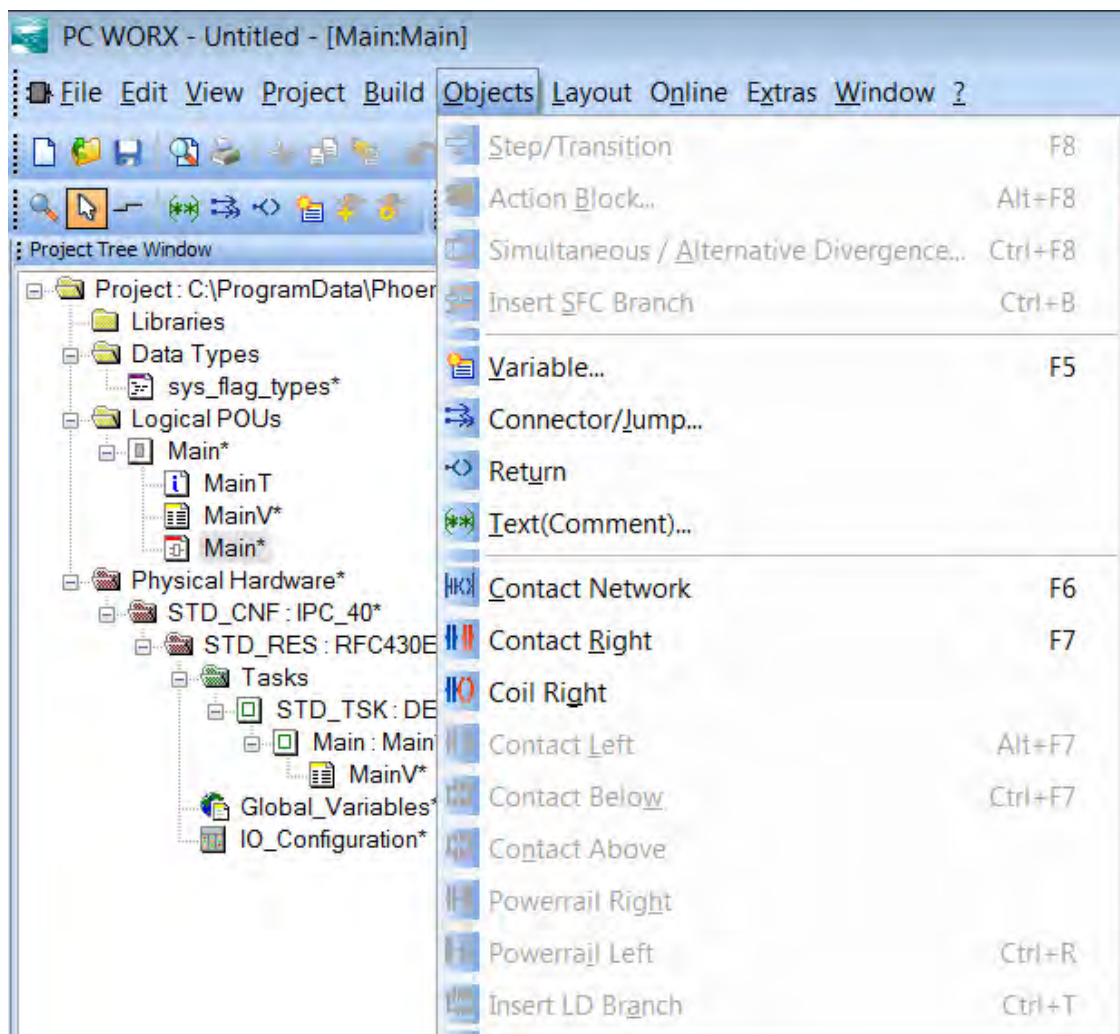 PC WORX - Untitled - [Main:Main]
File Edit View Project Build Objects Layout Online Extras Window ?
Project Tree Window
Project : C:\ProgramData\Phoer
Libraries
Data Types
sys_flag_types*
Logical POUs
Main*
MainT
MainV*
Main*
Physical Hardware*
STD_CNF : IPC_40*
STD_RES : RFC430E
Tasks
STD_TSK : DE
Main : Main
MainV*
Global_Variables*
IO_Configuration*
Step/Transition F8
Action Block... Alt+F8
Simultaneous / Alternative Divergence... Ctrl+F8
Insert SFC Branch Ctrl+B
Variable... F5
Connector/Jump...
Return
Text(Comment)...
Contact Network F6
Contact Right F7
Coil Right
Contact Left Alt+F7
Contact Below Ctrl+F7
Contact Above
Powerrail Right
Powerrail Left Ctrl+R
Insert LD Branch Ctrl+T